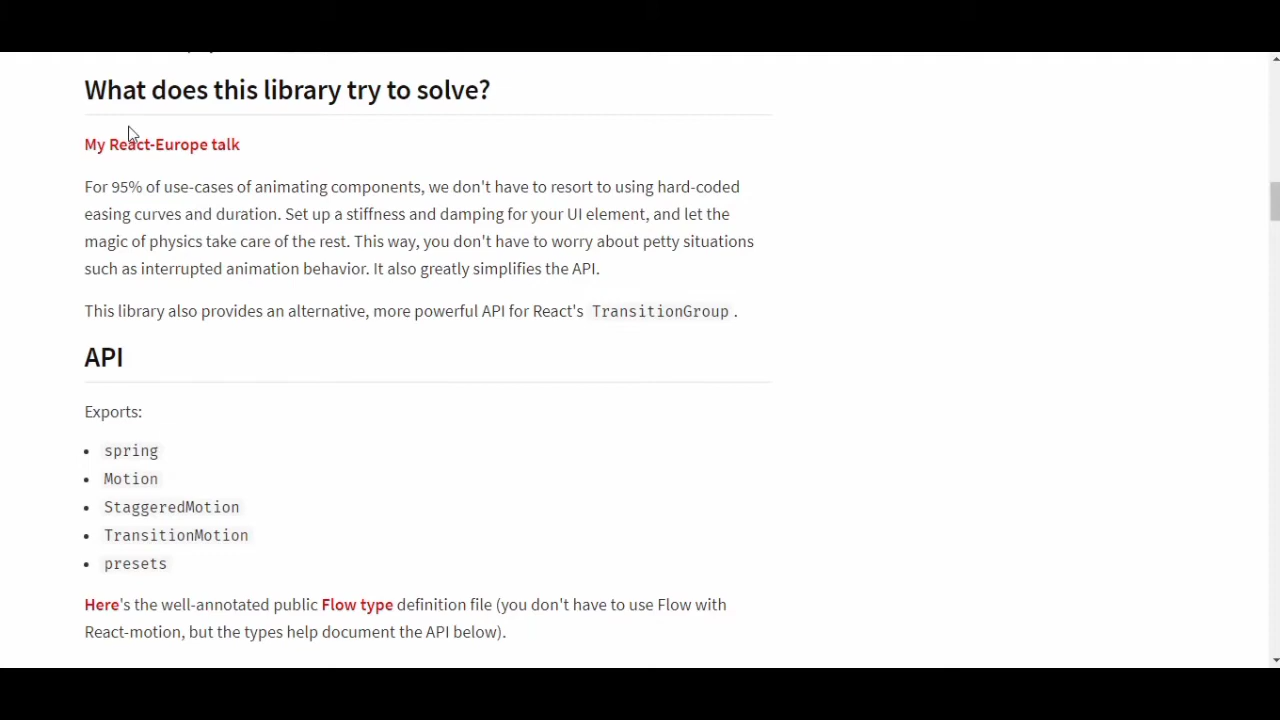 What does this library try to solve?
My React-Europe talk
For 95% of use-cases of animating components, we don't have to resort to using hard-coded
easing curves and duration. Set up a stiffness and damping for your UI element, and let the
magic of physics take care of the rest. This way, you don't have to worry about petty situations
such as interrupted animation behavior. It also greatly simplifies the API.
This library also provides an alternative, more powerful API for React's TransitionGroup.
API
Exports:
• spring
• Motion
• StaggeredMotion
• TransitionMotion
• presets
Here's the well-annotated public Flow type definition file (you don't have to use Flow with
React-motion, but the types help document the API below).